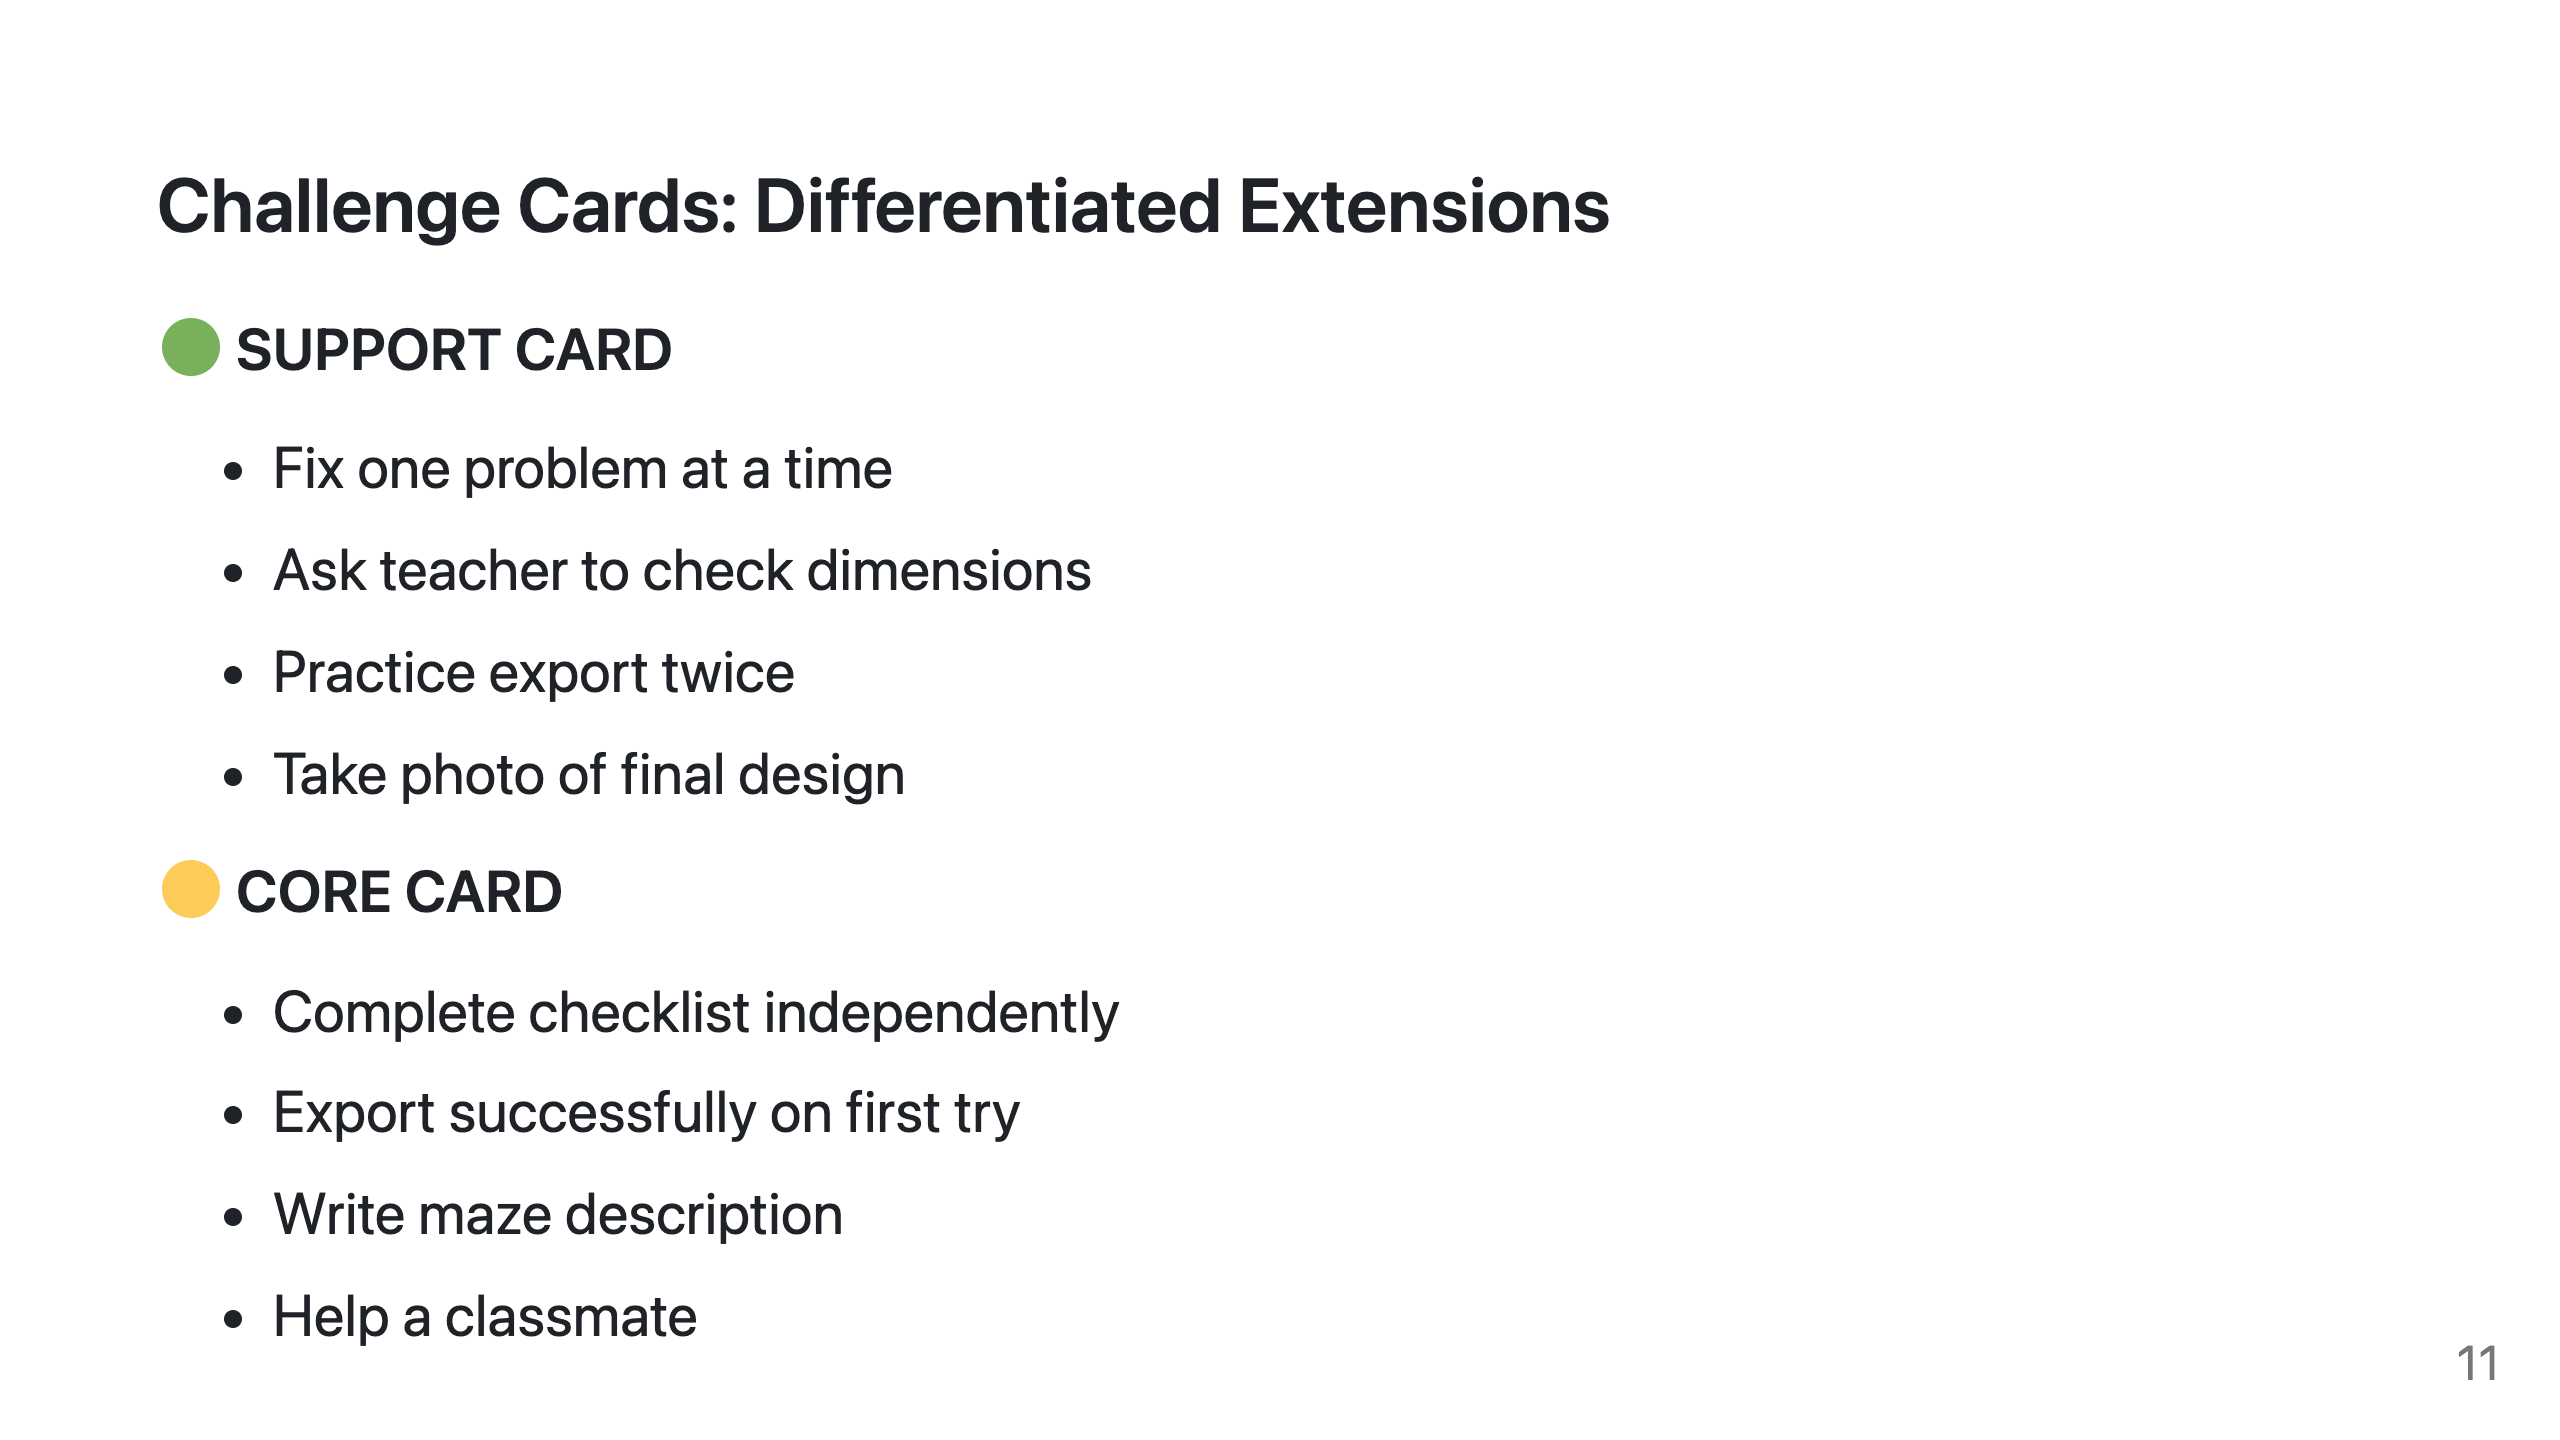 Challenge Cards: Differentiated Extensions
SUPPORT CARD
Fix one problem at a time
Ask teacher to check dimensions
Practice export twice
Take photo of final design
CORE CARD
Complete checklist independently
Export successfully on first try
Write maze description
Help a classmate
11